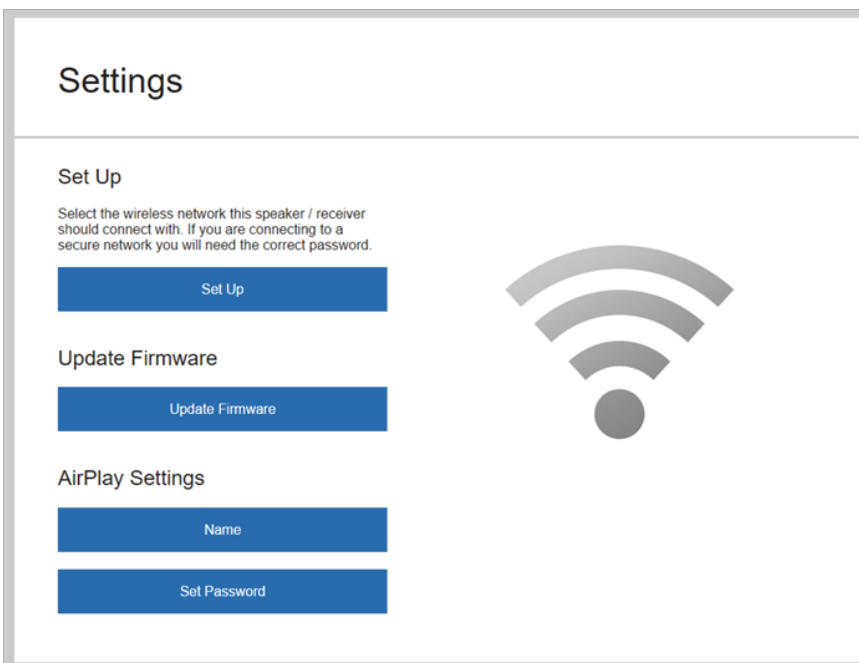 Settings
Set Up
Select the wireless network this speaker / receiver
should connect with. If you are connecting to a
secure network you will need the correct password.
Set Up
Update Firmware
Update Firmware
AirPlay Settings
Name
Set Password